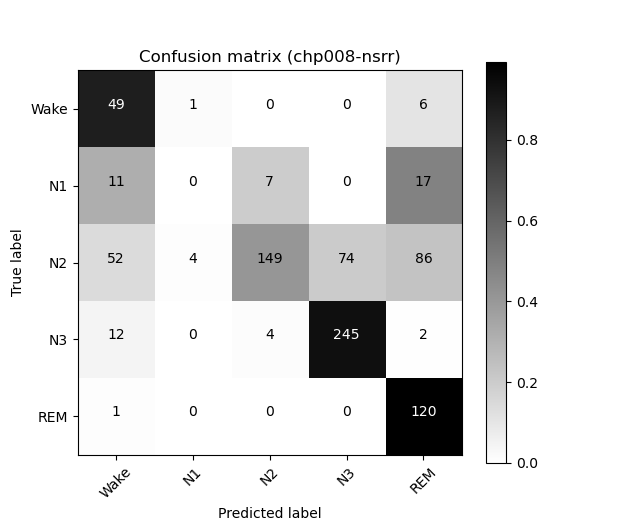 Confusion matrix (chp008-nsrr)
True label
Wake 49 1 0 0 6
N1 11 0 7 0 17
N2 52 4 149 74 86
N3 12 0 4 245 2
REM 1 0 0 0 120
Wake N1 N2 N3 REM
Predicted label
0.8
0.6
0.4
0.2
0.0